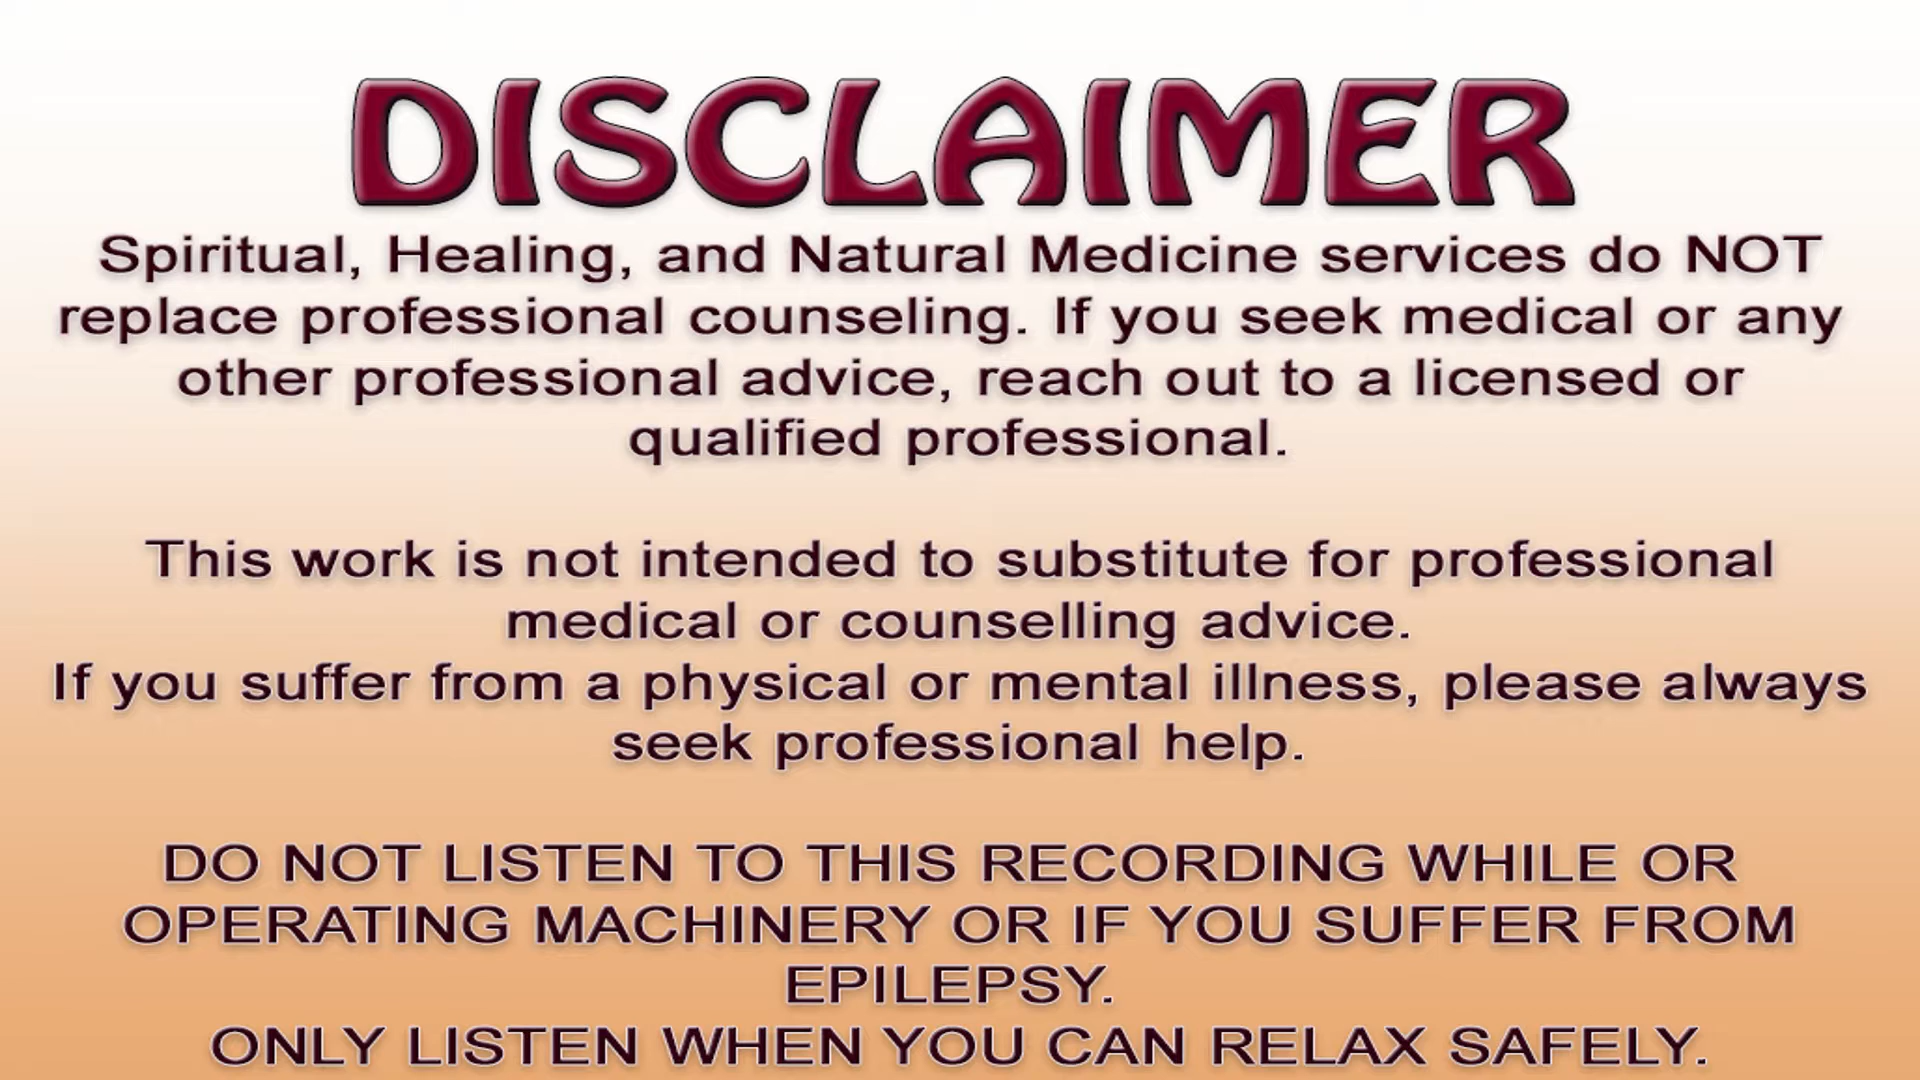 DISCLAIMER
Spiritual, Healing, and Natural Medicine services do NOT
replace professional counseling. If you seek medical or any
other professional advice, reach out to a licensed or
qualified professional.
This work is not intended to substitute for professional
medical or counselling advice.
If you suffer from a physical or mental illness, please always
seek professional help.
DO NOT LISTEN TO THIS RECORDING WHILE OR
OPERATING MACHINERY OR IF YOU SUFFER FROM
EPILEPSY.
ONLY LISTEN WHEN YOU CAN RELAX SAFELY.